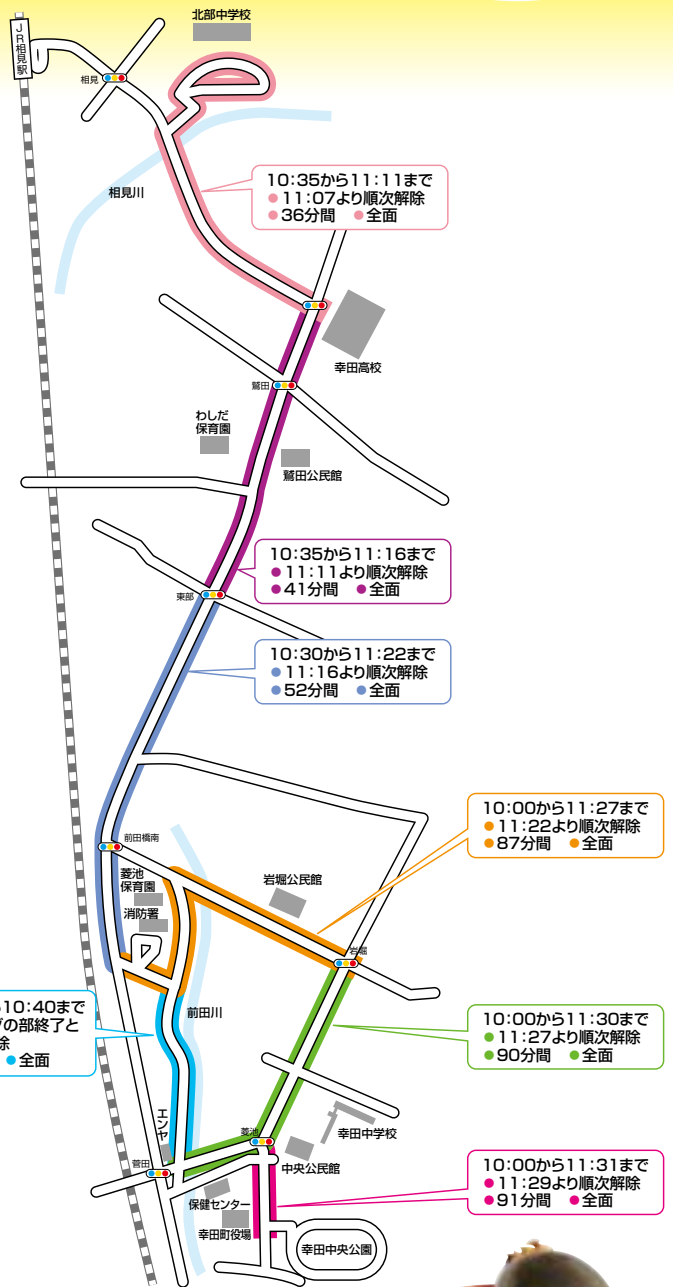 北部中学校
JR相見駅
相見
相見川
10:35から11:11まで
●11:07より順次解除
●36分間 ●全面
幸田高校
鷲田
わしだ
保育園
鷲田公民館
10:35から11:16まで
●11:11より順次解除
●41分間 ●全面
東部
10:30から11:22まで
●11:16より順次解除
●52分間 ●全面
10:00から11:27まで
●11:22より順次解除
●87分間 ●全面
前田橋南
菱池
保育園
消防署
岩堀公民館
岩堀
10:40まで
の部終了と
●全面
前田川
10:00から11:30まで
●11:27より順次解除
●90分間 ●全面
エンヤ
菱池
幸田中学校
中央公民館
菅田
10:00から11:31まで
●11:29より順次解除
●91分間 ●全面
保健センター
幸田町役場
幸田中央公園